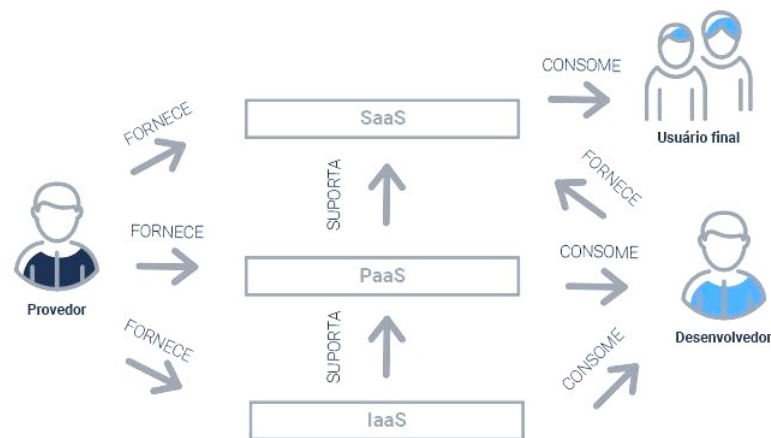 CONSOME
Usuário final
FORNECE
SaaS
SUPORTA
FORNECE
FORNECE
CONSOME
PaaS
Provedor
Desenvolvedor
FORNECE
SUPORTA
CONSOME
IaaS